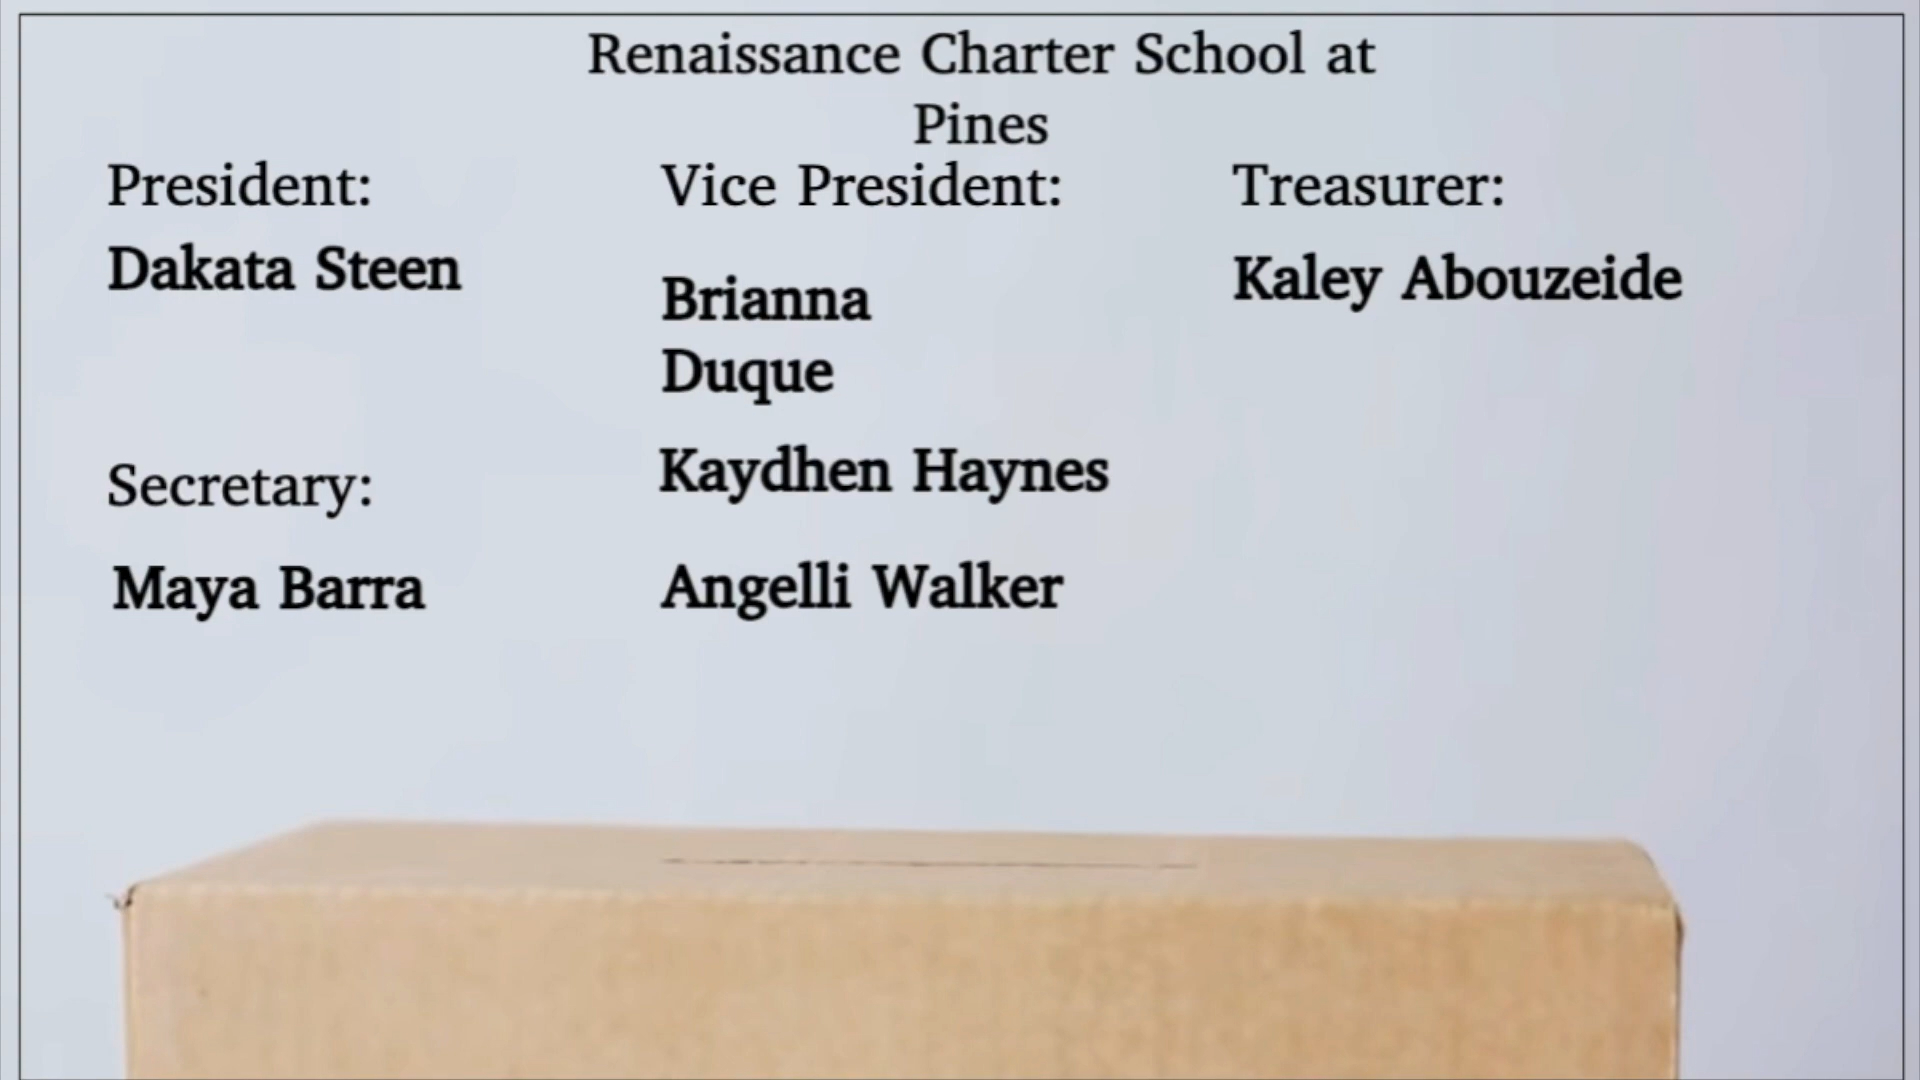 Renaissance Charter School at
Pines
President:
Dakata Steen
Vice President:
Brianna
Duque
Kaydhen Haynes
Angelli Walker
Treasurer:
Kaley Abouzeide
Secretary:
Maya Barra